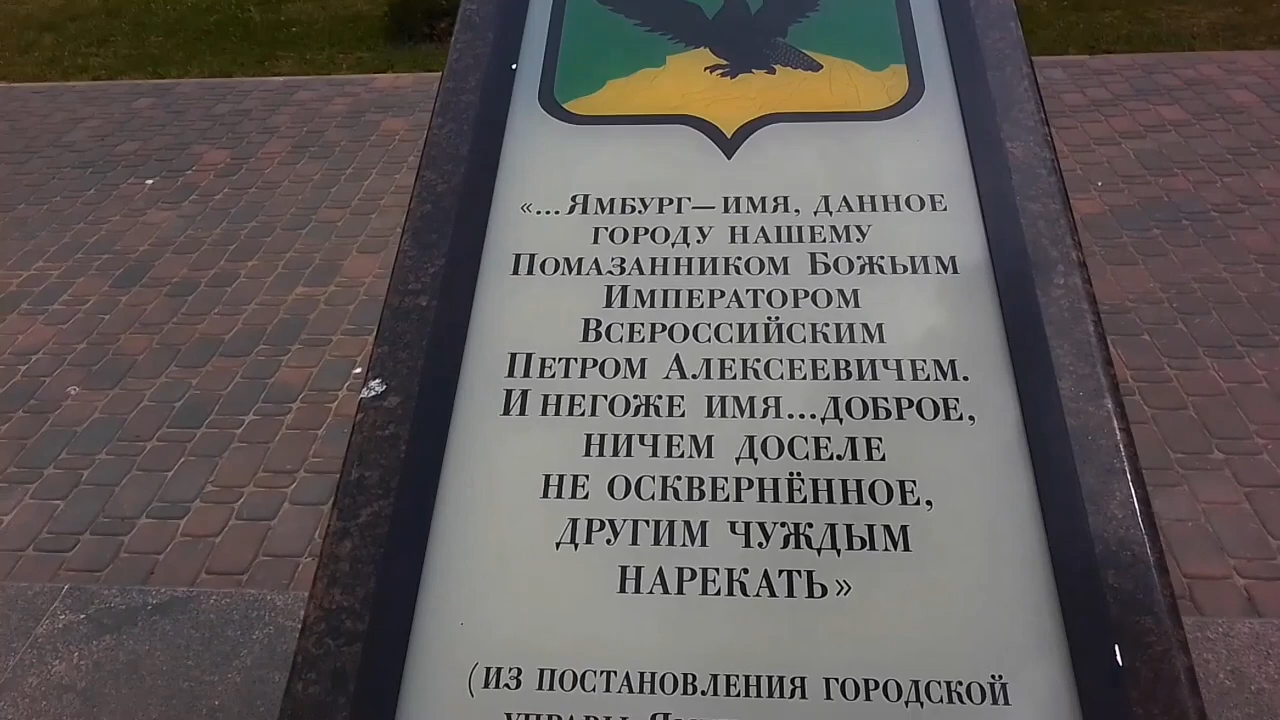 «...Ямбург—имя, данное
городу нашему
Помазанником Божьим
Императором
Всероссийским
Петром Алексеевичем.
И негоже имя...доброе,
ничем доселе
не осквернённое,
другим чуждым
нарекать»
(из постановления городской
управы